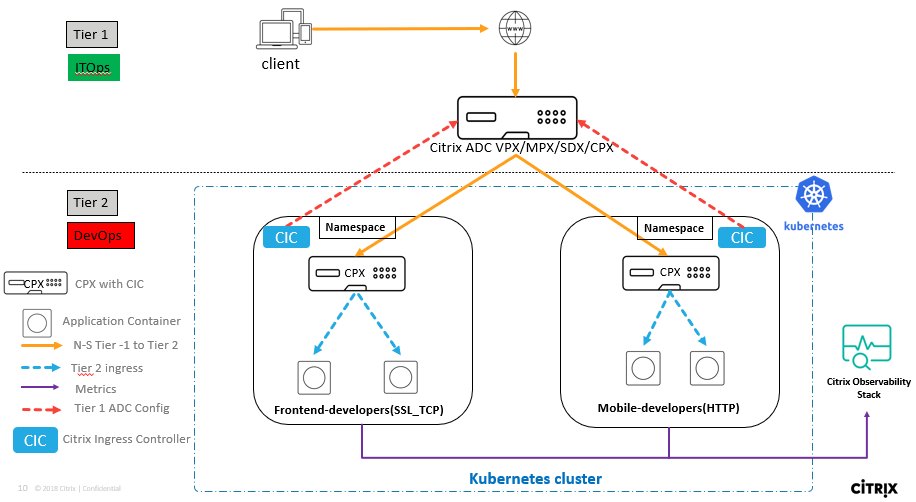 Tier 1
ITOps
client
WWW
Citrix ADC VPX/MPX/SDX/CPX
Tier 2
DevOps
kubernetes
Namespace
CIC
Namespace
CIC
CPX
CPX
CPX
CPX with CIC
Application Container
N-S Tier -1 to Tier 2
Tier 2 ingress
Metrics
Tier 1 ADC Config
CIC
Citrix Ingress Controller
Frontend-developers(SSL_TCP)
Mobile-developers(HTTP)
Citrix Observability
Stack
Kubernetes cluster
10 © 2018 Citrix | Confidential
CITRIX